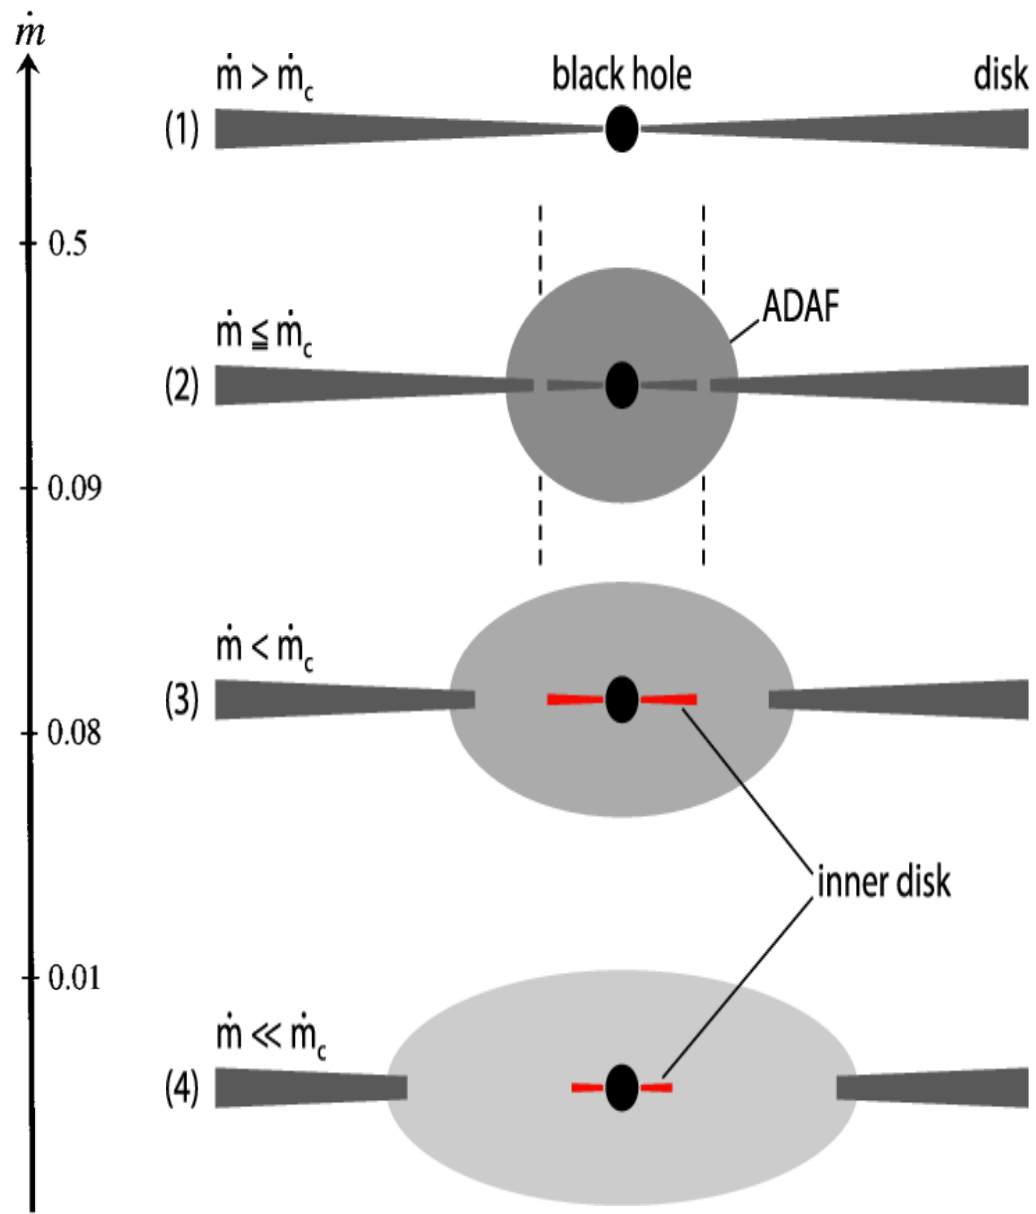 ṁ
ṁ > ṁc black hole disk
(1)
0.5
ADAF
ṁ ≦ ṁc
(2)
0.09
ṁ < ṁc
(3)
0.08
inner disk
0.01
ṁ ≪ ṁc
(4)